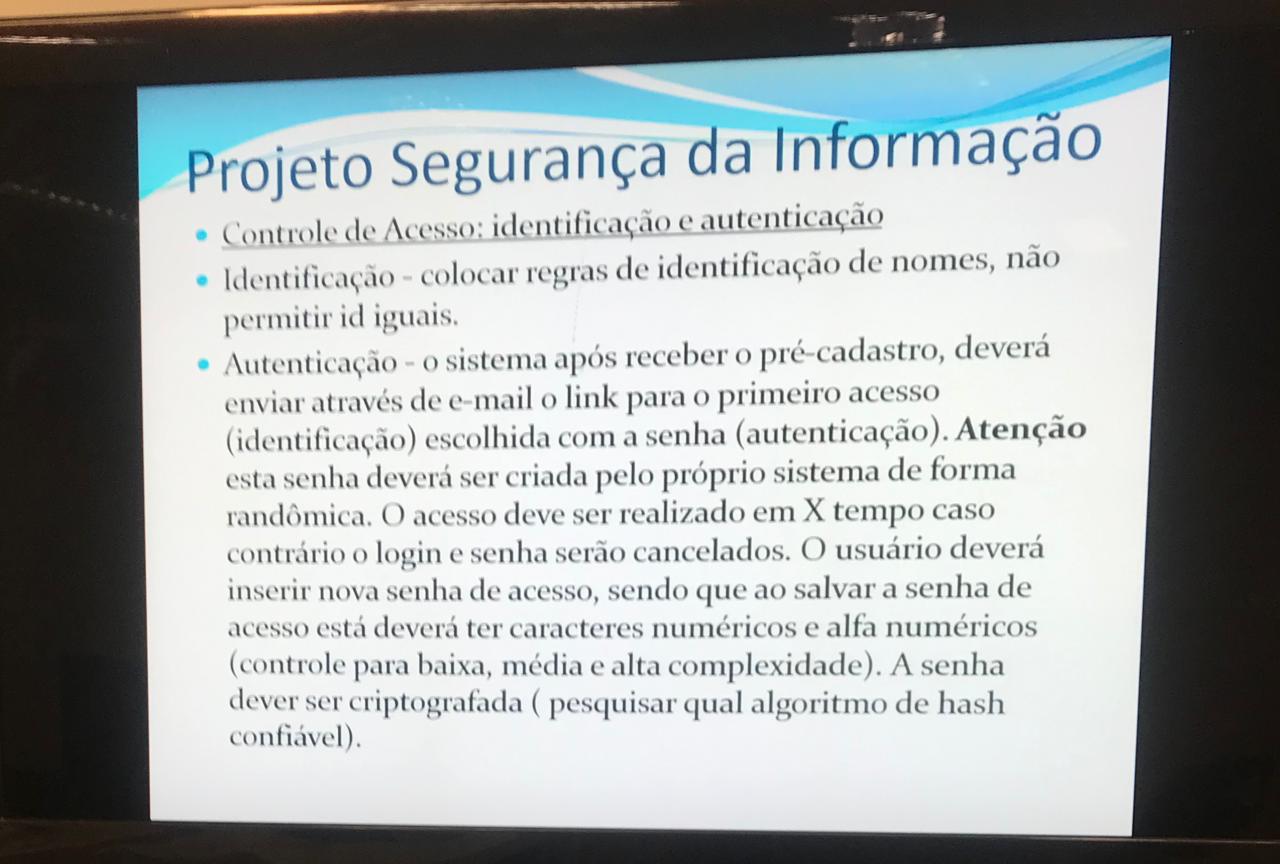 Projeto Segurança da Informação
• Controle de Acesso: identificação e autenticação
• Identificação - colocar regras de identificação de nomes, não
permitir id iguais.
• Autenticação - o sistema após receber o pré-cadastro, deverá
enviar através de e-mail o link para o primeiro acesso
(identificação) escolhida com a senha (autenticação). Atenção
esta senha deverá ser criada pelo próprio sistema de forma
randômica. O acesso deve ser realizado em X tempo caso
contrário o login e senha serão cancelados. O usuário deverá
inserir nova senha de acesso, sendo que ao salvar a senha de
acesso está deverá ter caracteres numéricos e alfa numéricos
(controle para baixa, média e alta complexidade). A senha
dever ser criptografada ( pesquisar qual algoritmo de hash
confiável).